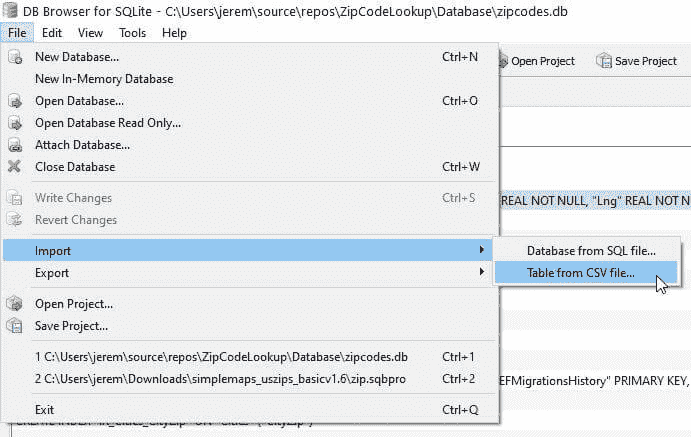 DB Browser for SQLite - C:\Users\jerem\source\repos\ZipCodeLookup\Database\zipcodes.db
File Edit View Tools Help
New Database... Ctrl+N
New In-Memory Database
Open Database... Ctrl+O
Open Database Read Only...
Attach Database...
Close Database Ctrl+W
Write Changes Ctrl+S
Revert Changes
Import
Export
Open Project...
Save Project...
1 C:\Users\jerem\source\repos\ZipCodeLookup\Database\zipcodes.db Ctrl+1
2 C:\Users\jerem\Downloads\simplemaps_uszips_basicv1.6\zip.sqbpro Ctrl+2
Exit Ctrl+Q
Open Project Save Project
REAL NOT NULL, "Lng" REAL NOT N
Database from SQL file...
Table from CSV file...
EFMigrationsHistory" PRIMARY KEY,